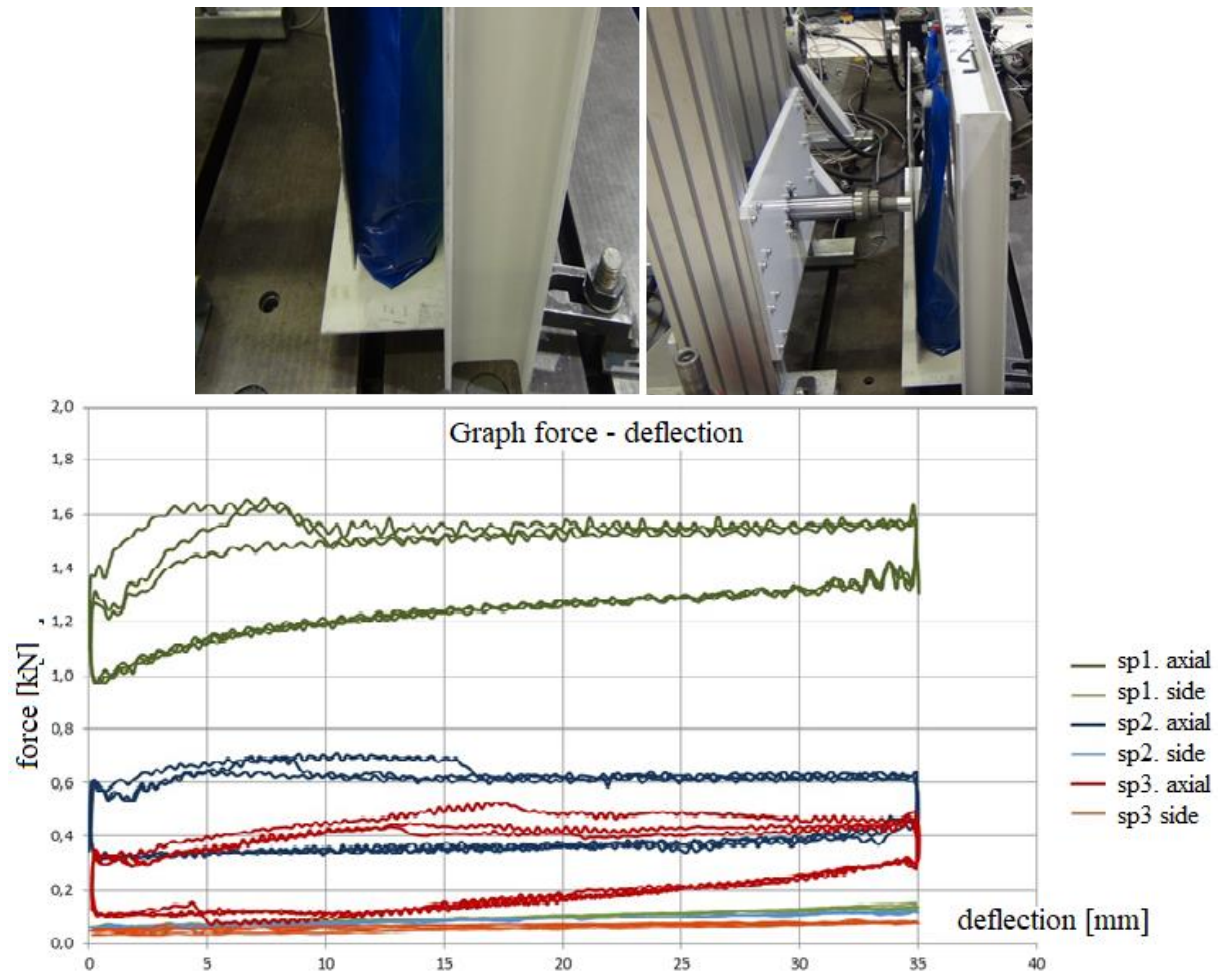 Graph force - deflection
2,0
1,8
1,6
1,4
1,2
1,0
0,8
0,6
0,4
0,2
0,0
force [kN]
0
5
10
15
20
25
30
35
40
deflection [mm]
sp1. axial
sp1. side
sp2. axial
sp2. side
sp3. axial
sp3 side